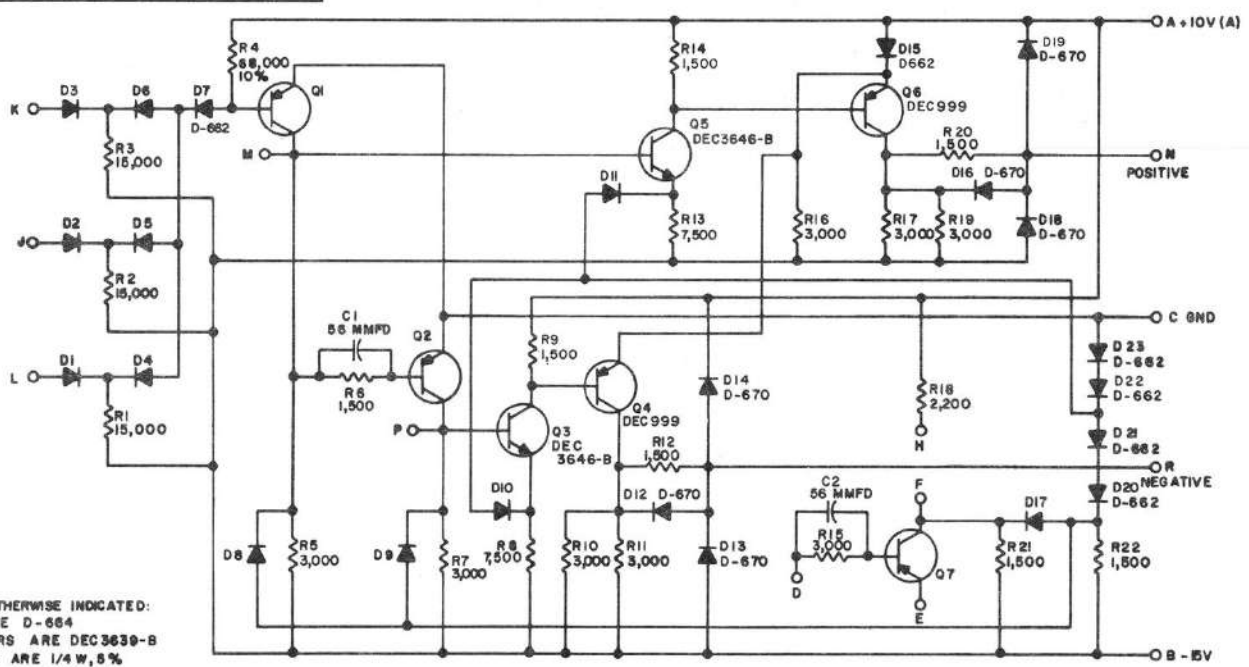 A +10V (A)
R4
68,000
10%
R14
1,500
D15
D662
D19
D-670
D3
D6
D7
D-662
Q1
Q6
DEC999
K
R3
15,000
M
Q5
DEC3646-B
R20
1,500
N
POSITIVE
D11
D16 D-670
D2
D5
J
R13
7,500
R16
3,000
R17
3,000
R19
3,000
D18
D-670
R2
15,000
C GND
C1
56 MMFD
Q2
R9
1,500
D23
D-662
D1
D4
L
R6
1,500
D14
D-670
R18
2,200
D22
D-662
R1
15,000
Q4
DEC999
P
Q3
DEC
3646-B
R12
1,500
H
D21
D-662
R
NEGATIVE
D10
D12 D-670
C2
56 MMFD
F
D17
D20
D-662
D8
R5
3,000
D9
R7
3,000
R8
7,500
R10
3,000
R11
3,000
D13
D-670
R15
3,000
D
Q7
E
R21
1,500
R22
1,500
THERWISE INDICATED:
E D-664
RS ARE DEC3639-B
ARE 1/4 W, 5%
B -15V